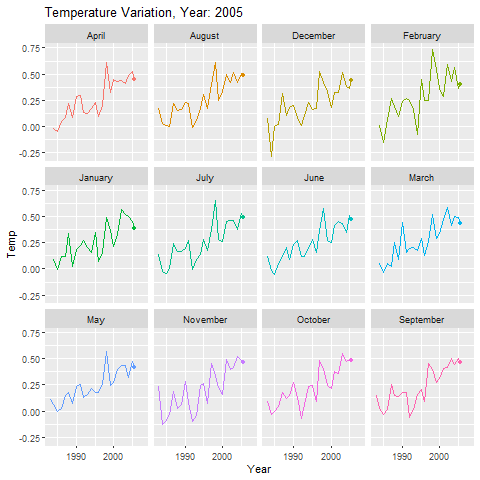 Temperature Variation, Year: 2005
April August December February
0.75
0.50
0.25
0.00
-0.25
January July June March
0.75
0.50
0.25
0.00
-0.25
Temp
May November October September
0.75
0.50
0.25
0.00
-0.25
1990 2000 1990 2000 1990 2000 1990 2000
Year